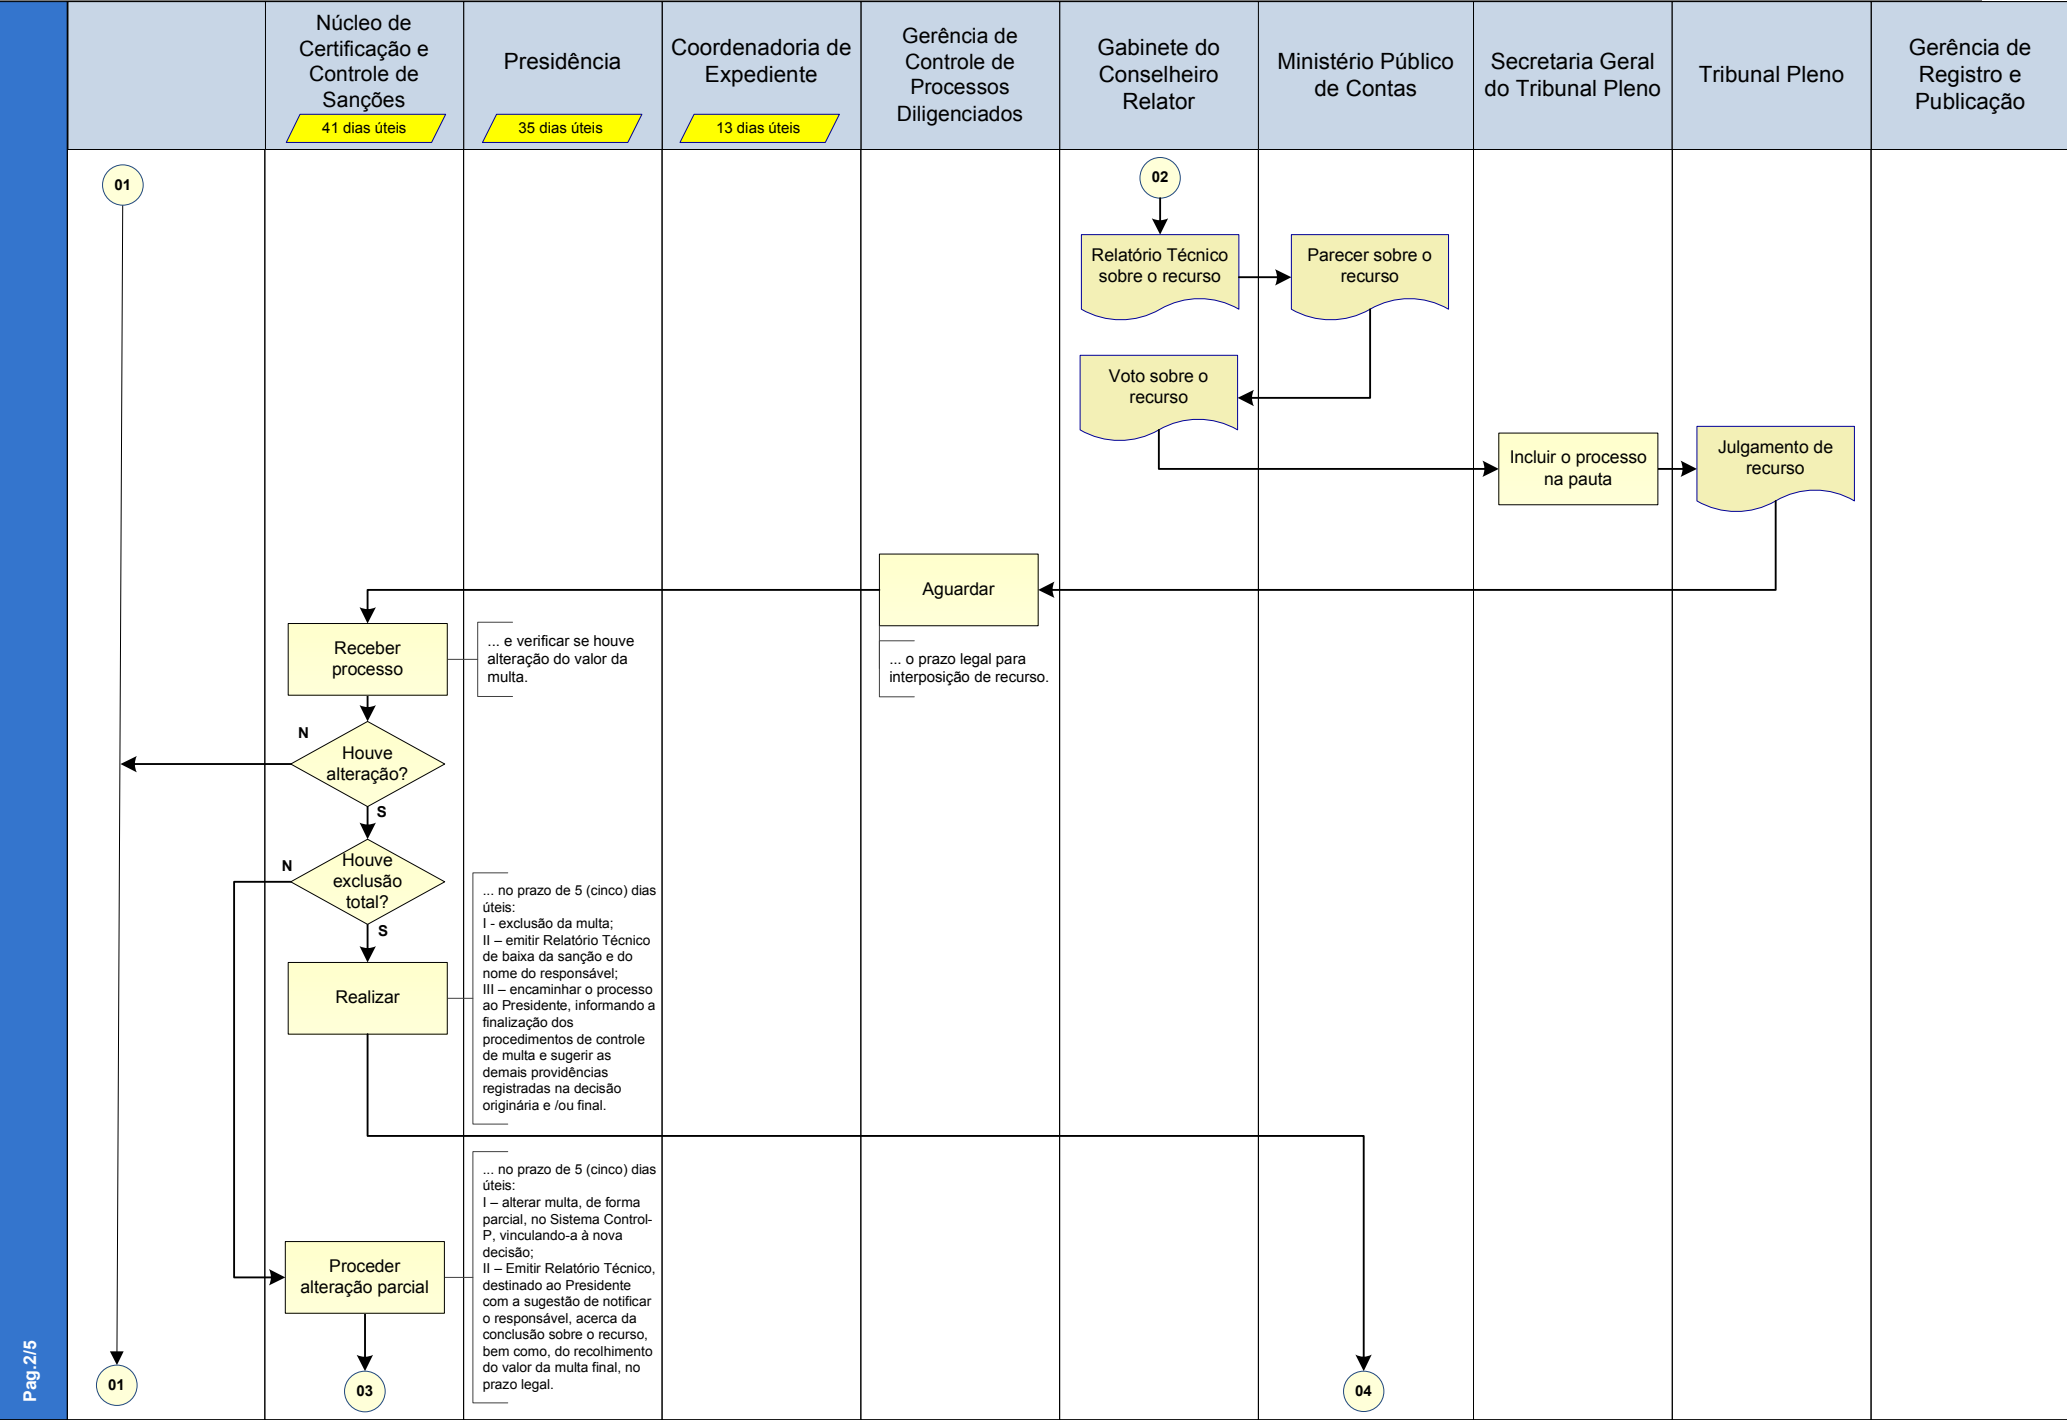 Núcleo de
Certificação e
Controle de
Sanções
41 dias úteis
Presidência
35 dias úteis
Coordenadoria de
Expediente
13 dias úteis
Gerência de
Controle de
Processos
Diligenciados
Gabinete do
Conselheiro
Relator
Ministério Público
de Contas
Secretaria Geral
do Tribunal Pleno
Tribunal Pleno
Gerência de
Registro e
Publicação
01
02
Relatório Técnico
sobre o recurso
Parecer sobre o
recurso
Voto sobre o
recurso
Incluir o processo
na pauta
Julgamento de
recurso
Aguardar
... o prazo legal para
interposição de recurso.
Receber
processo
... e verificar se houve
alteração do valor da
multa.
N
Houve
alteração?
S
N
Houve
exclusão
total?
S
Realizar
... no prazo de 5 (cinco) dias
úteis:
I - exclusão da multa;
II – emitir Relatório Técnico
de baixa da sanção e do
nome do responsável;
III – encaminhar o processo
ao Presidente, informando a
finalização dos
procedimentos de controle
de multa e sugerir as
demais providências
registradas na decisão
originária e /ou final.
Proceder
alteração parcial
... no prazo de 5 (cinco) dias
úteis:
I – alterar multa, de forma
parcial, no Sistema Control-
P, vinculando-a à nova
decisão;
II – Emitir Relatório Técnico,
destinado ao Presidente
com a sugestão de notificar
o responsável, acerca da
conclusão sobre o recurso,
bem como, do recolhimento
do valor da multa final, no
prazo legal.
01
03
04
Pag.2/5